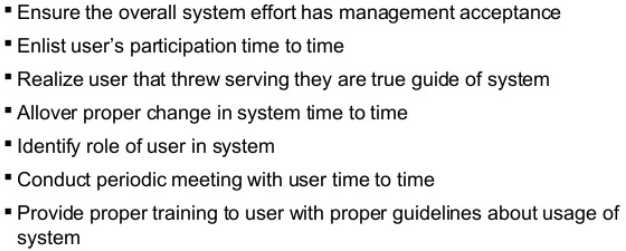 ▪ Ensure the overall system effort has management acceptance
▪ Enlist user's participation time to time
▪ Realize user that threw serving they are true guide of system
▪ Allover proper change in system time to time
▪ Identify role of user in system
▪ Conduct periodic meeting with user time to time
▪ Provide proper training to user with proper guidelines about usage of
system